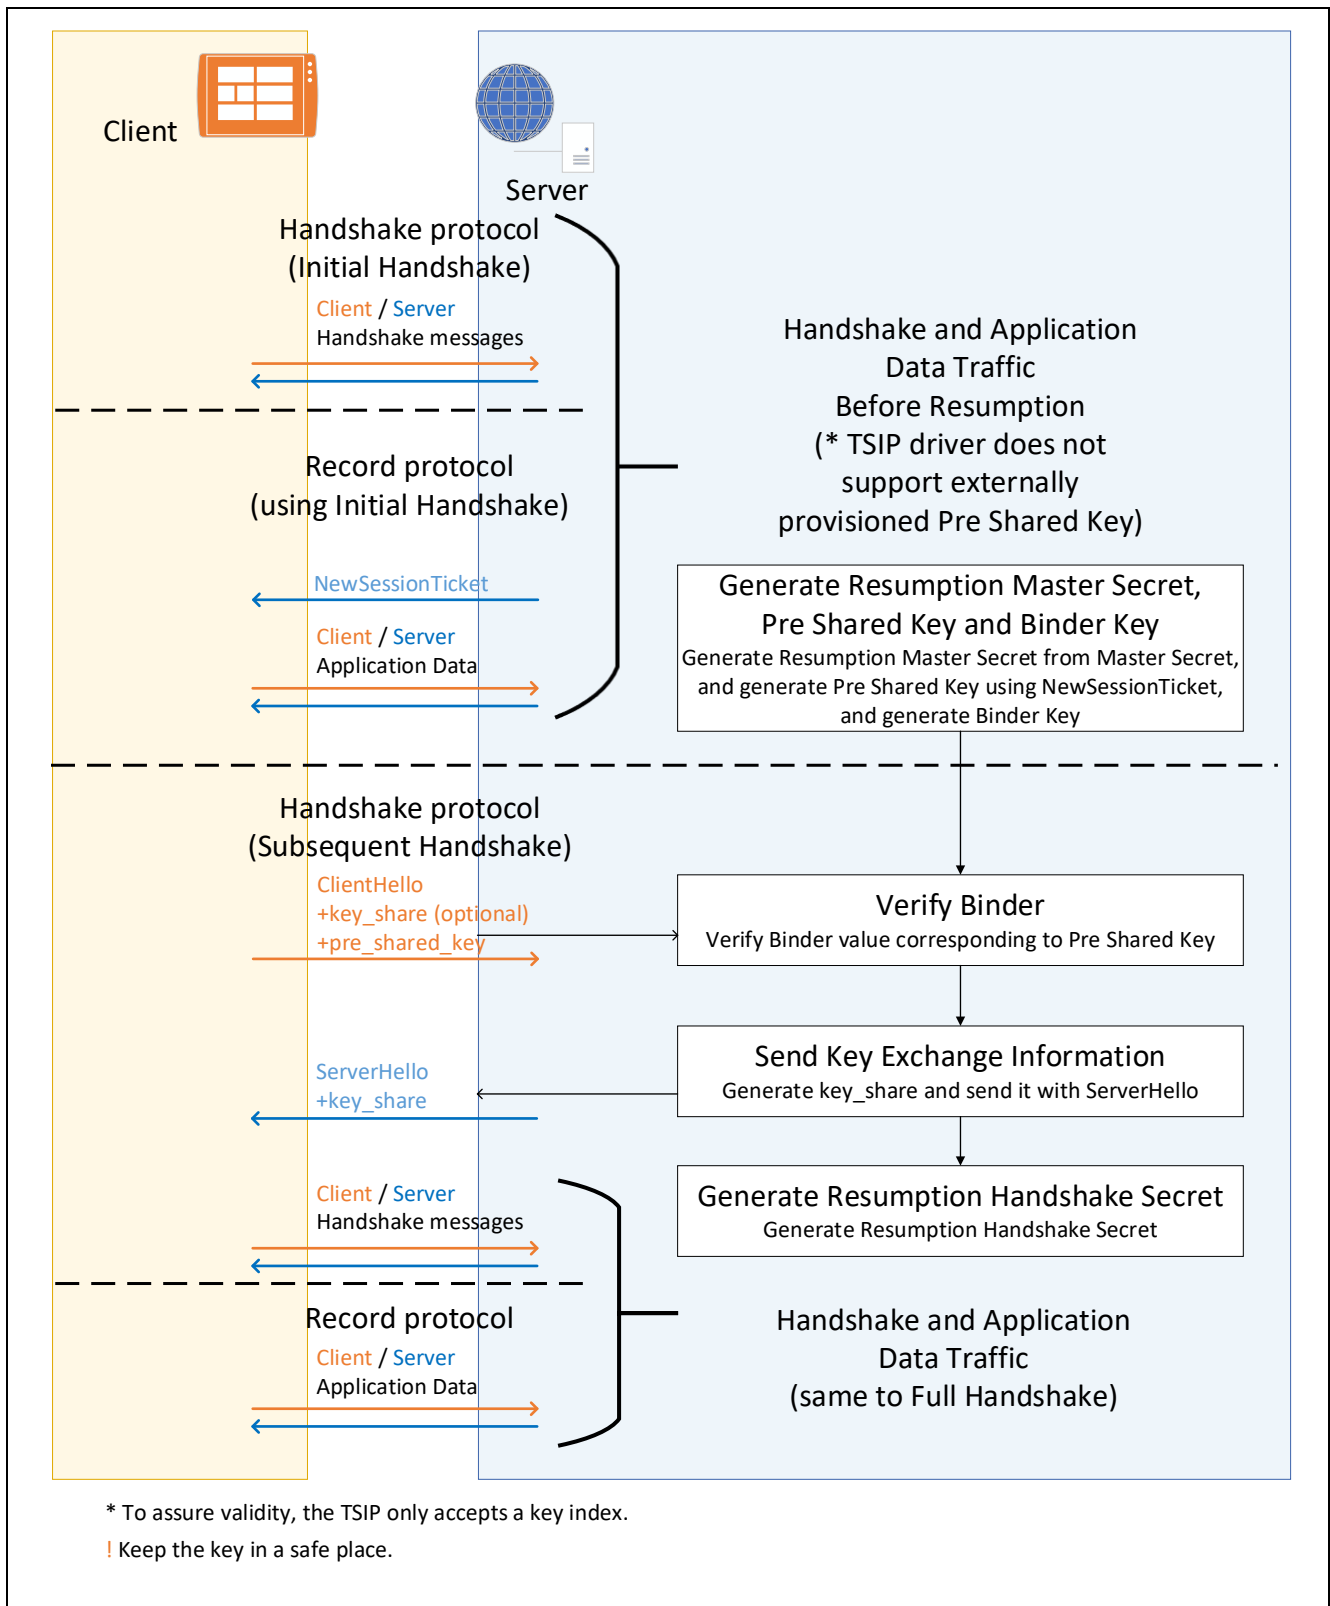 Client
Server
Handshake protocol
(Initial Handshake)
Client / Server
Handshake messages
Handshake and Application
Data Traffic
Before Resumption
(* TSIP driver does not
support externally
provisioned Pre Shared Key)
Record protocol
(using Initial Handshake)
NewSessionTicket
Client / Server
Application Data
Generate Resumption Master Secret,
Pre Shared Key and Binder Key
Generate Resumption Master Secret from Master Secret,
and generate Pre Shared Key using NewSessionTicket,
and generate Binder Key
Handshake protocol
(Subsequent Handshake)
ClientHello
+key_share (optional)
+pre_shared_key
Verify Binder
Verify Binder value corresponding to Pre Shared Key
Send Key Exchange Information
Generate key_share and send it with ServerHello
ServerHello
+key_share
Generate Resumption Handshake Secret
Generate Resumption Handshake Secret
Client / Server
Handshake messages
Record protocol
Client / Server
Application Data
Handshake and Application
Data Traffic
(same to Full Handshake)
* To assure validity, the TSIP only accepts a key index.
! Keep the key in a safe place.